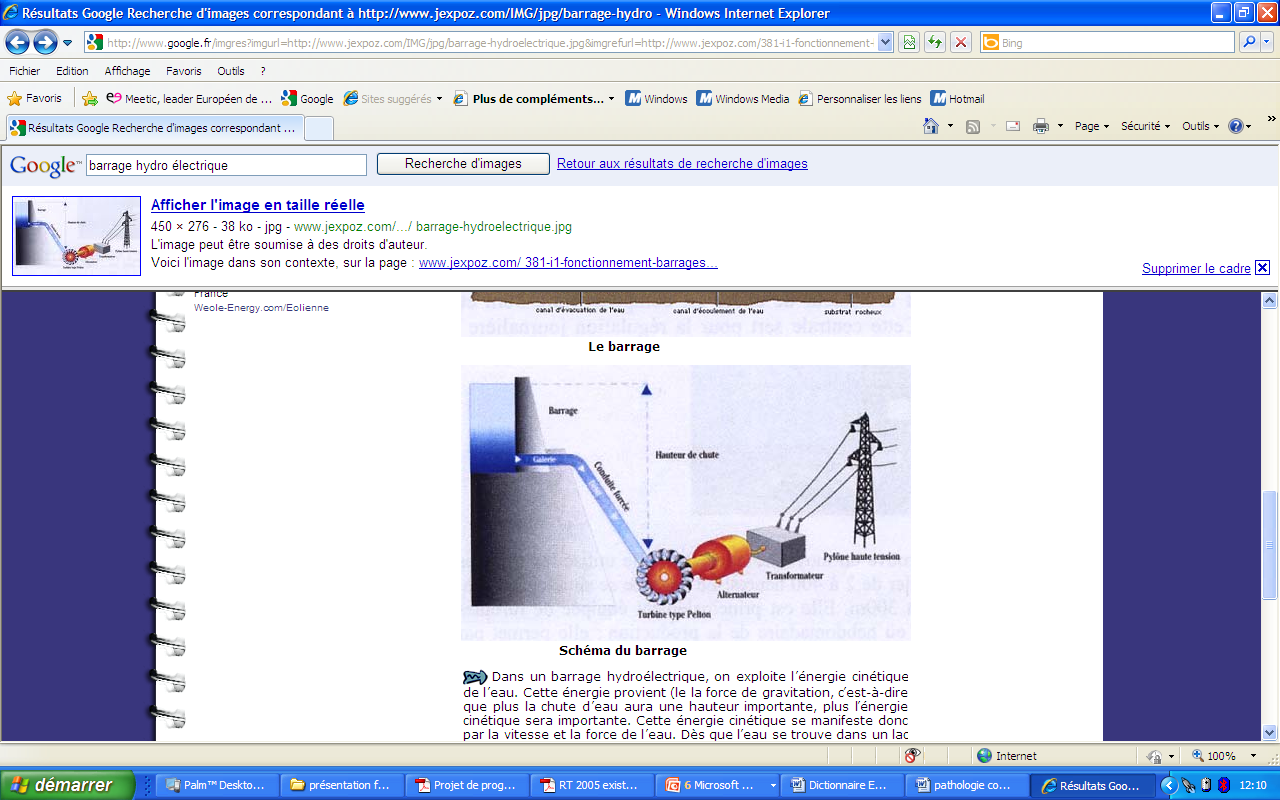 Résultats Google Recherche d'images correspondant à http://www.jexpoz.com/IMG/jpg/barrage-hydro - Windows Internet Explorer
http://www.google.fr/imgres?imgurl=http://www.jexpoz.com/IMG/jpg/barrage-hydroelectrique.jpg&imgrefurl=http://www.jexpoz.com/381-i1-fonctionnement-
Bing
Fichier Edition Affichage Favoris Outils ?
Favoris Meetic, leader Européen de ... Google Sites suggérés Plus de compléments... Windows Windows Media Personnaliser les liens Hotmail
Résultats Google Recherche d'images correspondant ... Page Sécurité Outils »
Google™ barrage hydro électrique Recherche d'images Retour aux résultats de recherche d'images
Afficher l'image en taille réelle
450 × 276 - 38 ko - jpg - www.jexpoz.com/.../ barrage-hydroelectrique.jpg
L'image peut être soumise à des droits d'auteur.
Voici l'image dans son contexte, sur la page : www.jexpoz.com/ 381-i1-fonctionnement-barrages...
Supprimer le cadre
France
Weole-Energy.com/Eolienne
canal d'évacuation de l'eau canal d'écoulement de l'eau substrat rocheux
Le barrage
Barrage
Hauteur de chute
Galerie
Conduite forcée
Pylône haute tension
Transformateur
Alternateur
Turbine type Pelton
Schéma du barrage
Dans un barrage hydroélectrique, on exploite l´énergie cinétique
de l´eau. Cette énergie provient (le la force de gravitation, c´est-à-dire
que plus la chute d´eau aura une hauteur importante, plus l´énergie
cinétique sera importante. Cette énergie cinétique se manifeste donc
par la vitesse et la force de l´eau. Dès que l´eau se trouve dans un lac
Internet 100%
démarrer Palm™ Deskto... présentation f... Projet de prog... RT 2005 exist... 6 Microsoft ... Dictionnaire E... pathologie co... Résultats Goo... 12:10